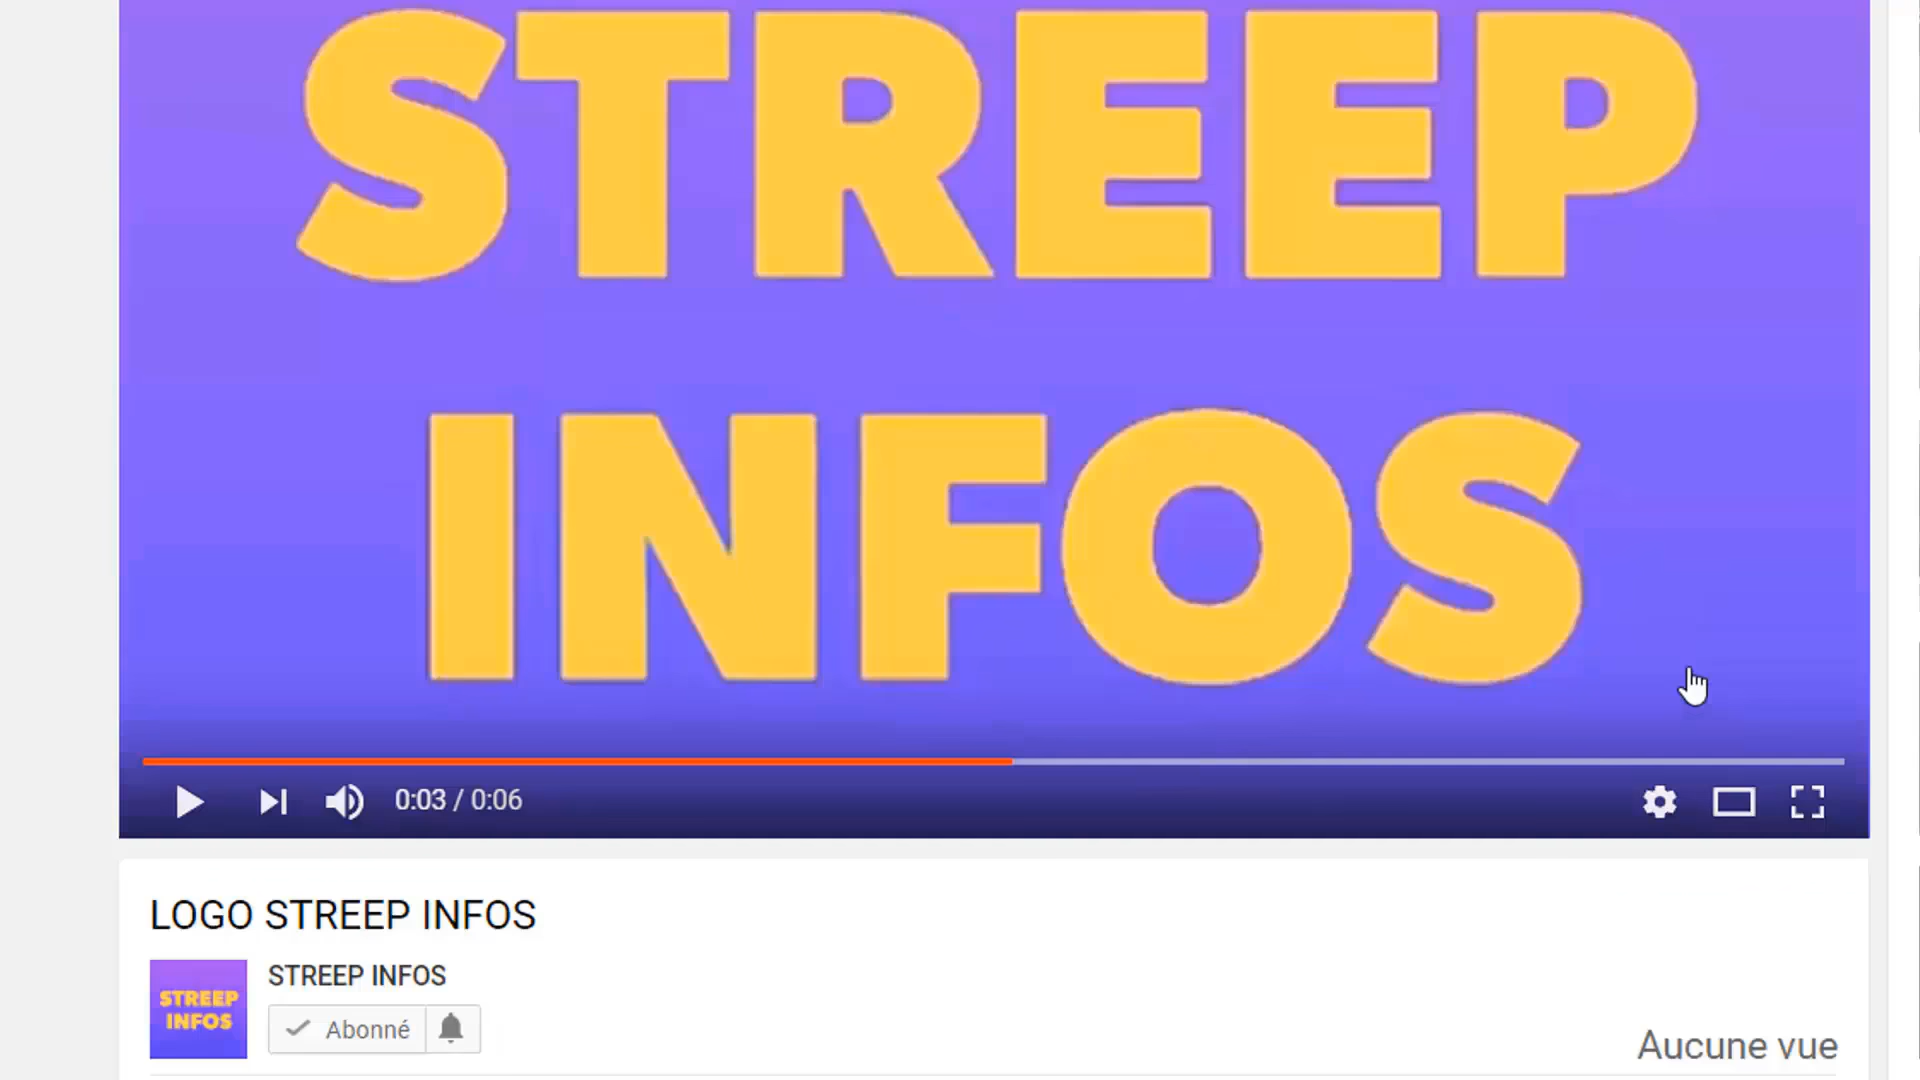 STREEP
INFOS
0:03 / 0:06
LOGO STREEP INFOS
STREEP INFOS
STREEP
INFOS
Abonné
Aucune vue